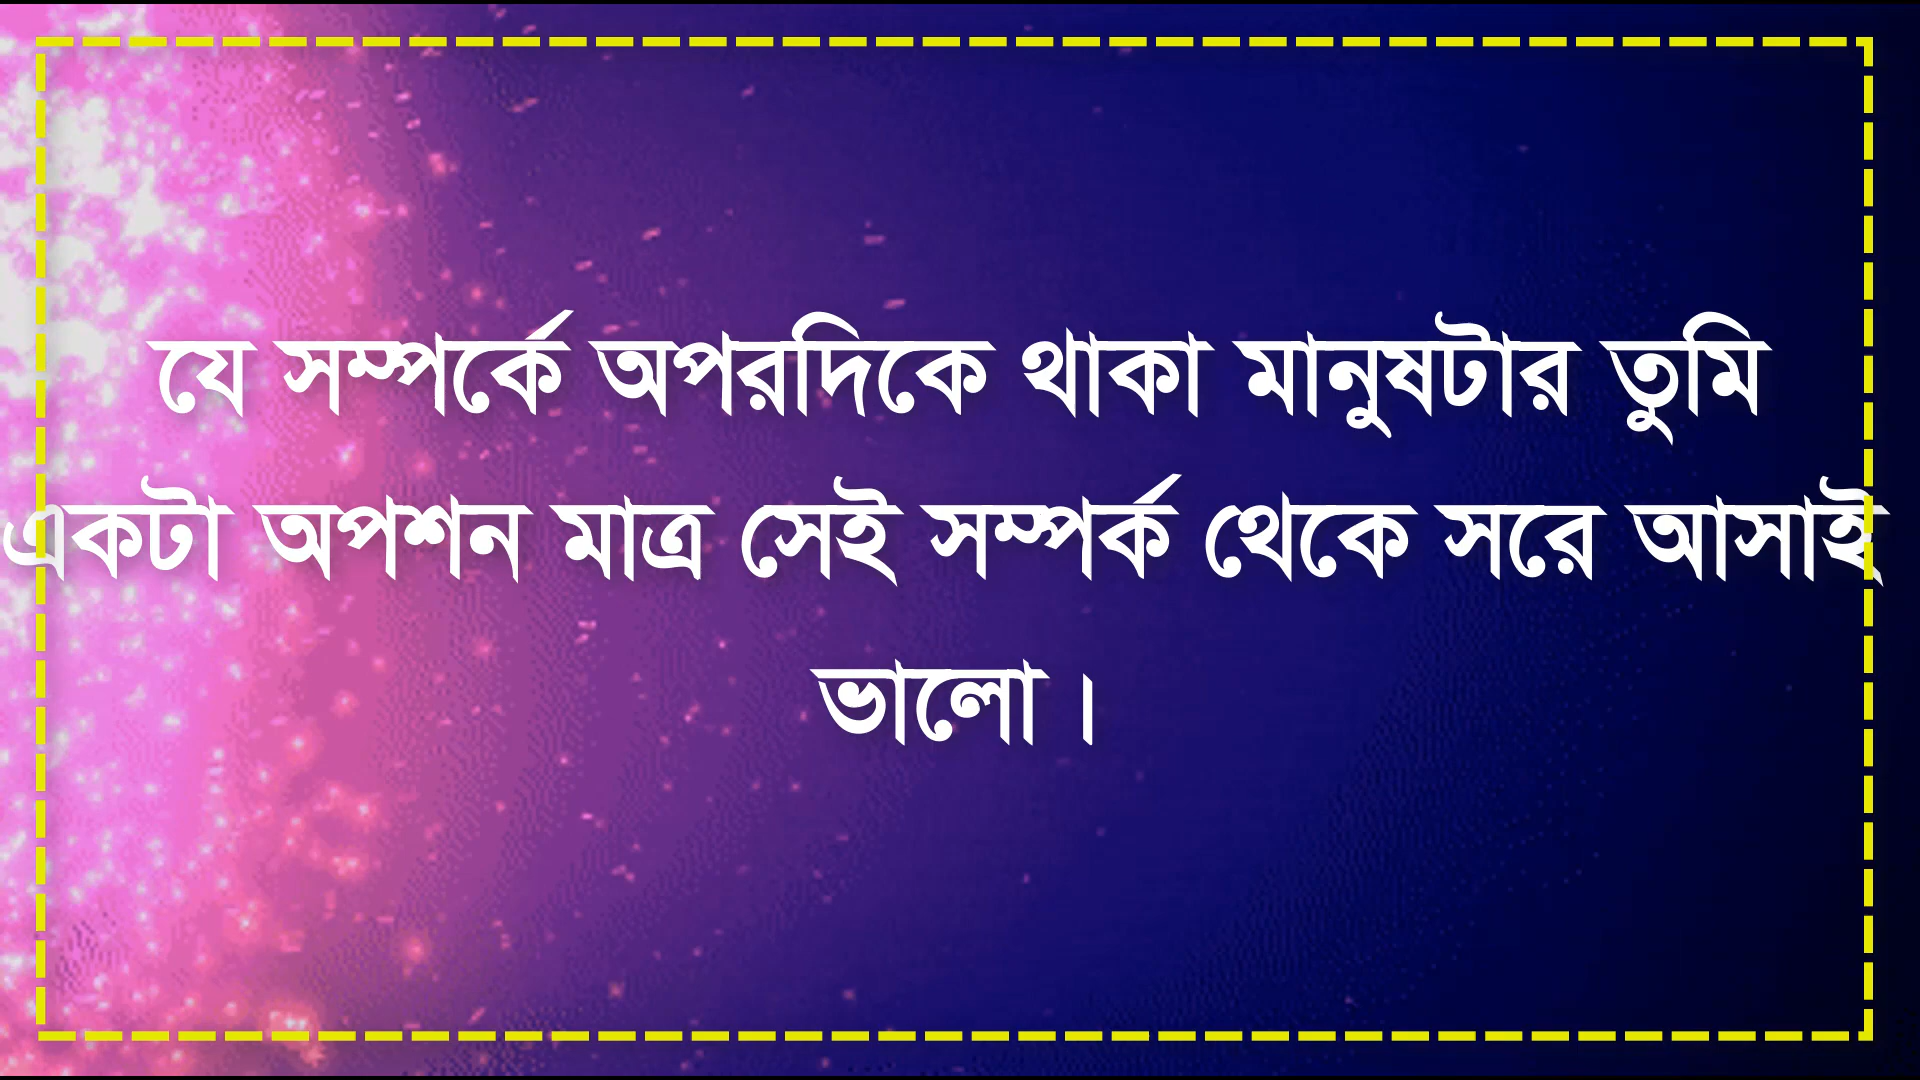 যে সম্পর্কে অপরদিকে থাকা মানুষটার তুমি
একটা অপশন মাত্র সেই সম্পর্ক থেকে সরে আসাই
ভালো।